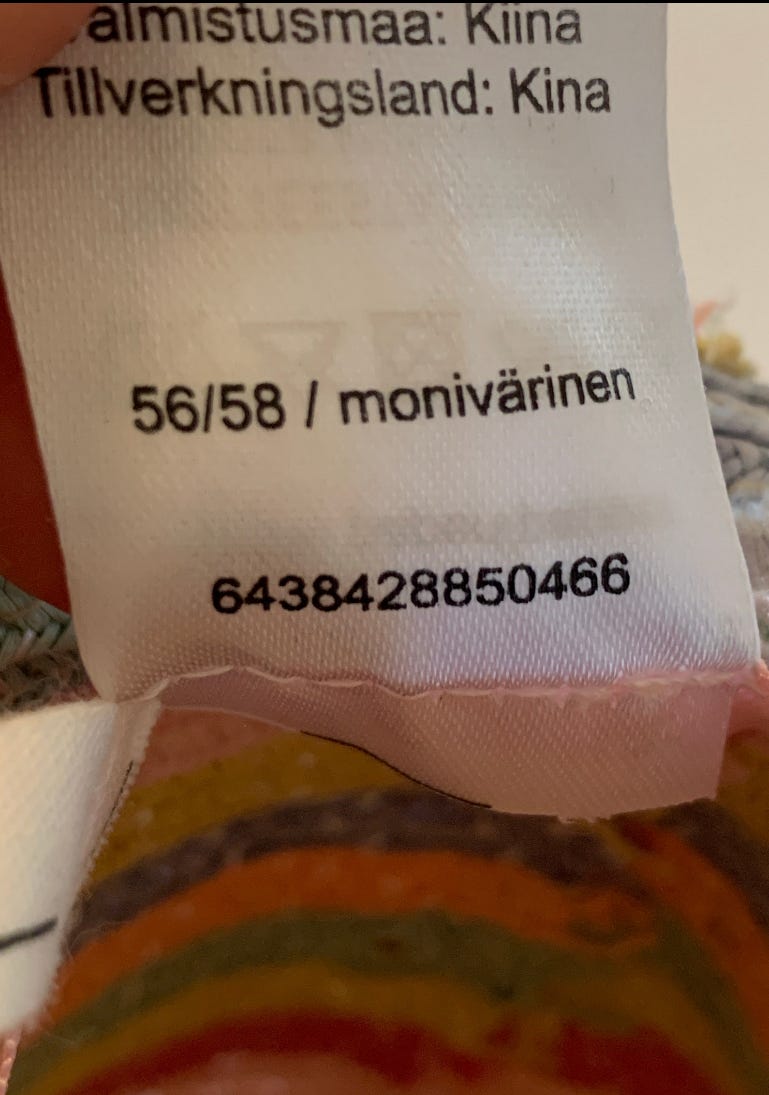 almistusmaa: Kiina
Tillverkningsland: Kina
56/58 / monivärinen
6438428850466